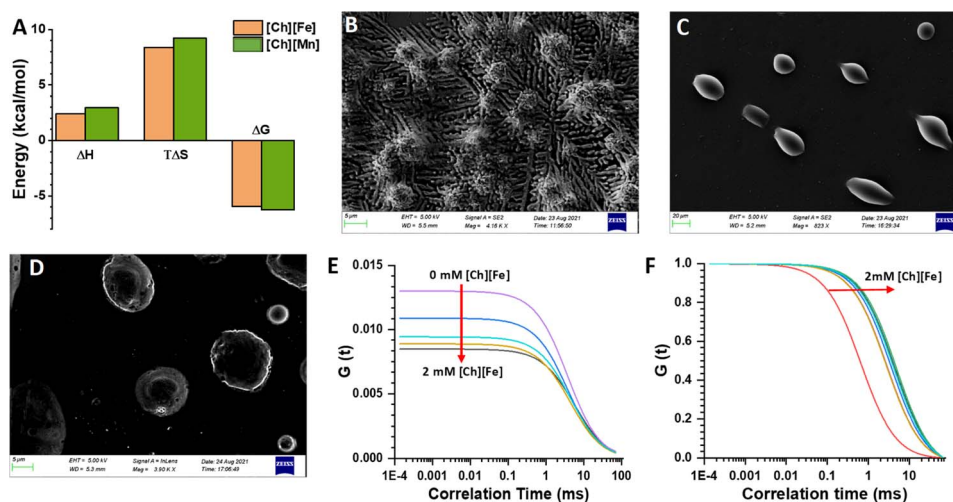 A
[Ch][Fe]
[Ch][Mn]
Energy (kcal/mol)
10
5
0
-5
ΔH
TΔS
ΔG
B
5 µm
EHT = 5.00 kV
WD = 5.5 mm
Signal A = SE2
Mag = 4.16 K X
Date: 23 Aug 2021
Time: 11:56:50
ZEISS
C
20 µm
EHT = 5.00 kV
WD = 5.2 mm
Signal A = SE2
Mag = 823 X
Date: 23 Aug 2021
Time: 16:29:34
ZEISS
D
5 µm
EHT = 5.00 kV
WD = 5.3 mm
Signal A = InLens
Mag = 3.90 K X
Date: 24 Aug 2021
Time: 17:06:49
ZEISS
E
0 mM [Ch][Fe]
2 mM [Ch][Fe]
G (t)
0.015
0.010
0.005
0.000
1E-4 0.001 0.01 0.1 1 10 100
Correlation Time (ms)
F
2mM [Ch][Fe]
G (t)
1.0
0.8
0.6
0.4
0.2
0.0
1E-4 0.001 0.01 0.1 1 10
Correlation time (ms)